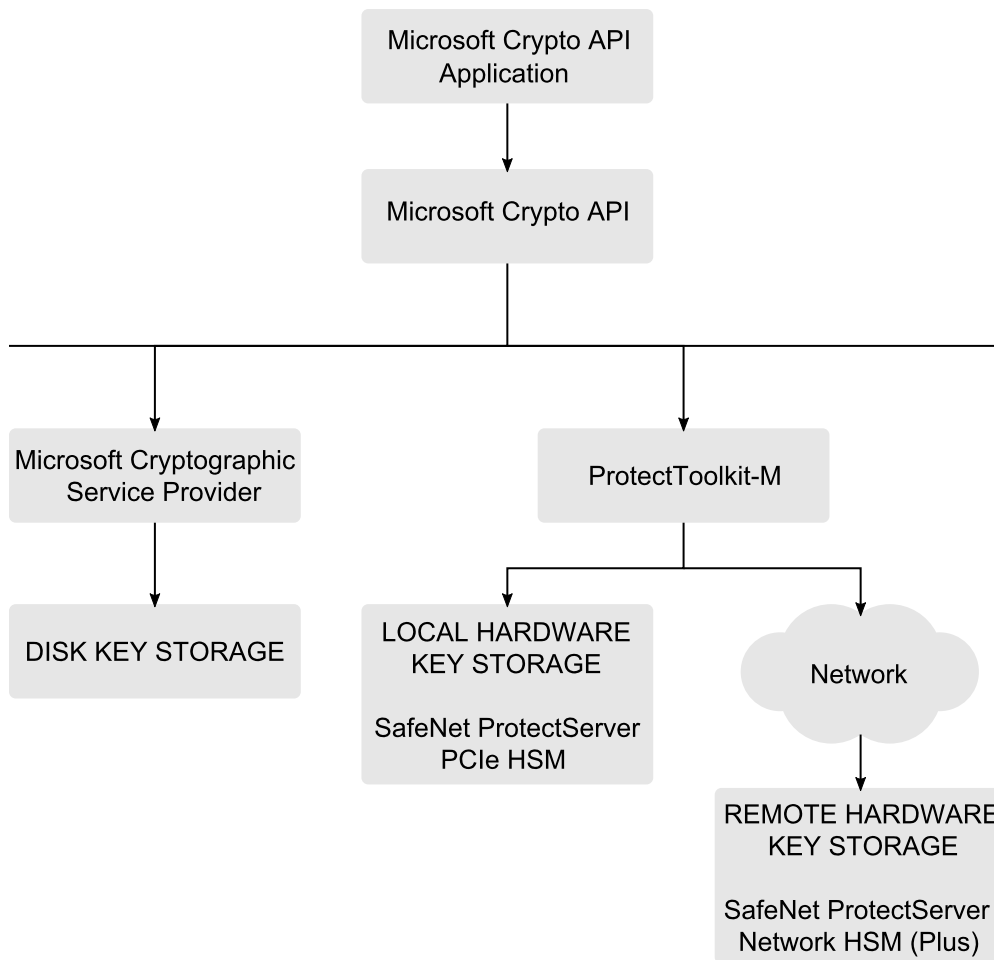 Microsoft Crypto API
Application
Microsoft Crypto API
Microsoft Cryptographic
Service Provider
ProtectToolkit-M
DISK KEY STORAGE
LOCAL HARDWARE
KEY STORAGE
SafeNet ProtectServer
PCIe HSM
Network
REMOTE HARDWARE
KEY STORAGE
SafeNet ProtectServer
Network HSM (Plus)